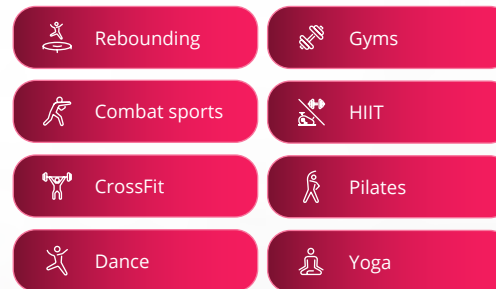 Rebounding
Gyms
Combat sports
HIIT
CrossFit
Pilates
Dance
Yoga